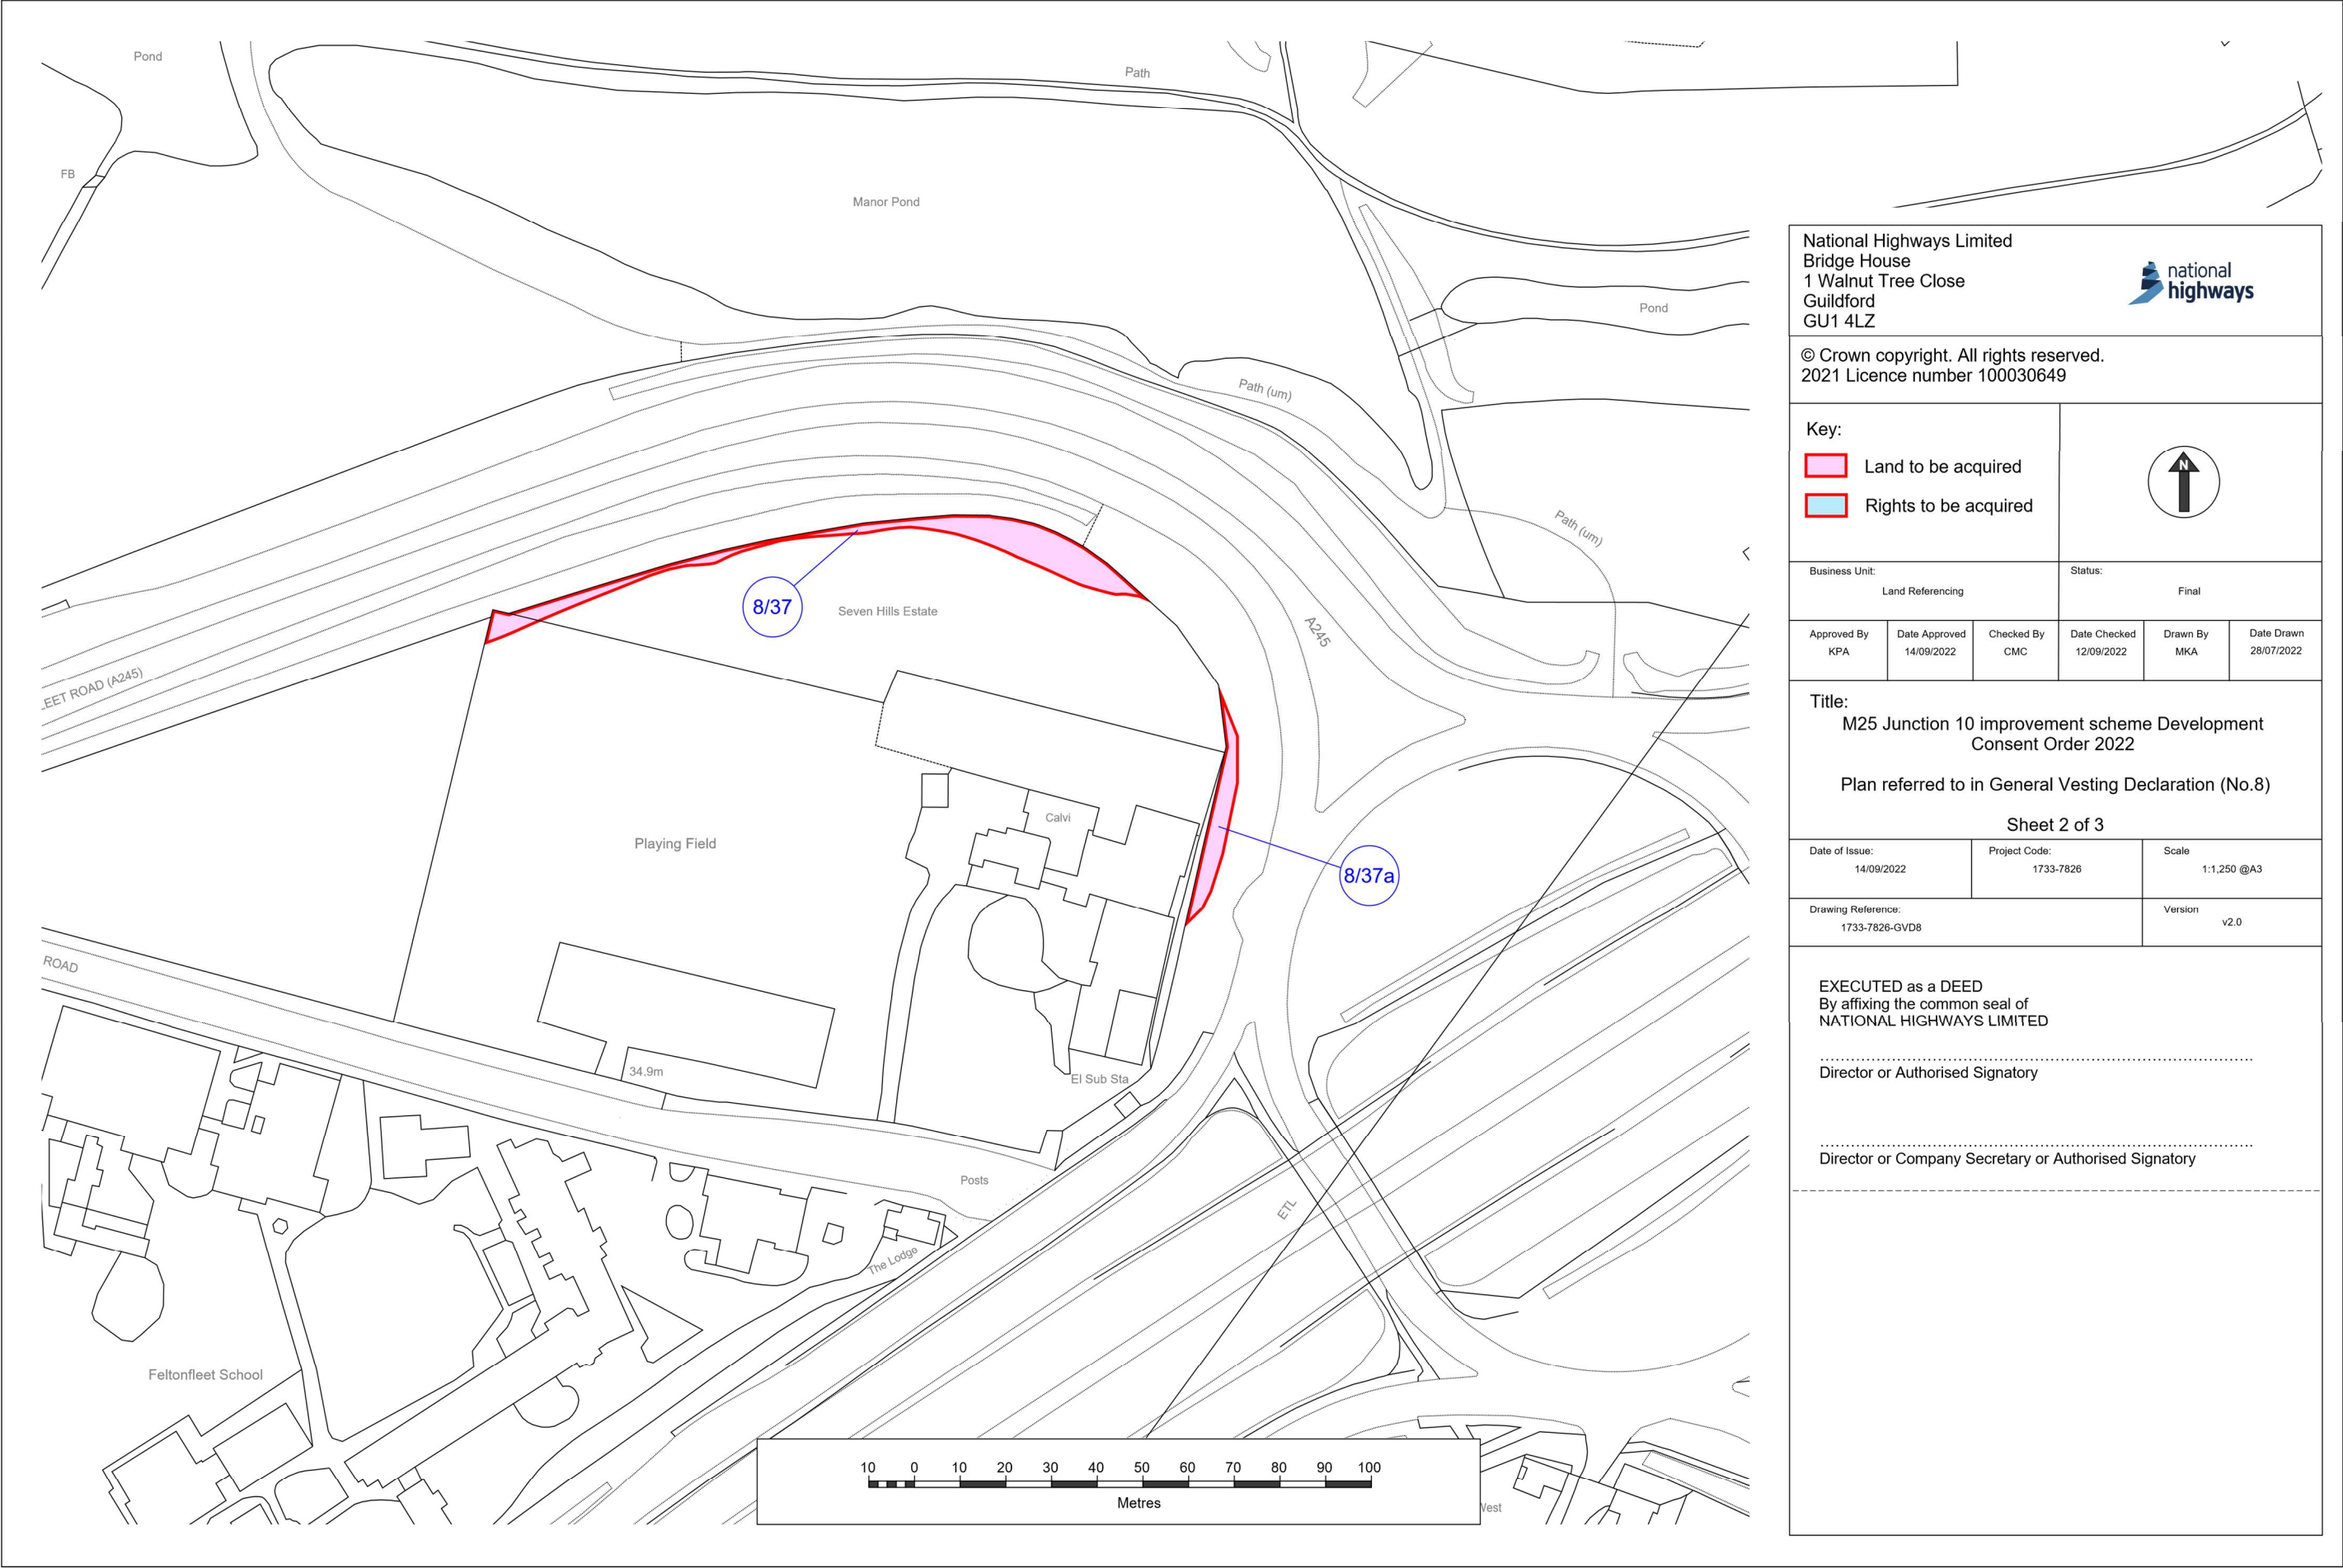 Pond
Path
FB
Manor Pond
Pond
Path (um)
Path (um)
8/37
Seven Hills Estate
A245
EET ROAD (A245)
Playing Field
Calvi
8/37a
ROAD
34.9m
El Sub Sta
Posts
ETL
The Lodge
Feltonfleet School
10 0 10 20 30 40 50 60 70 80 90 100
Metres
National Highways Limited
Bridge House
1 Walnut Tree Close
Guildford
GU1 4LZ
national
highways
© Crown copyright. All rights reserved.
2021 Licence number 100030649
Key:
Land to be acquired
Rights to be acquired
N
Business Unit:
Land Referencing
Status:
Final
Approved By
KPA
Date Approved
14/09/2022
Checked By
CMC
Date Checked
12/09/2022
Drawn By
MKA
Date Drawn
28/07/2022
Title:
M25 Junction 10 improvement scheme Development
Consent Order 2022
Plan referred to in General Vesting Declaration (No.8)
Sheet 2 of 3
Date of Issue:
14/09/2022
Project Code:
1733-7826
Scale
1:1,250 @A3
Drawing Reference:
1733-7826-GVD8
Version
v2.0
EXECUTED as a DEED
By affixing the common seal of
NATIONAL HIGHWAYS LIMITED
Director or Authorised Signatory
Director or Company Secretary or Authorised Signatory